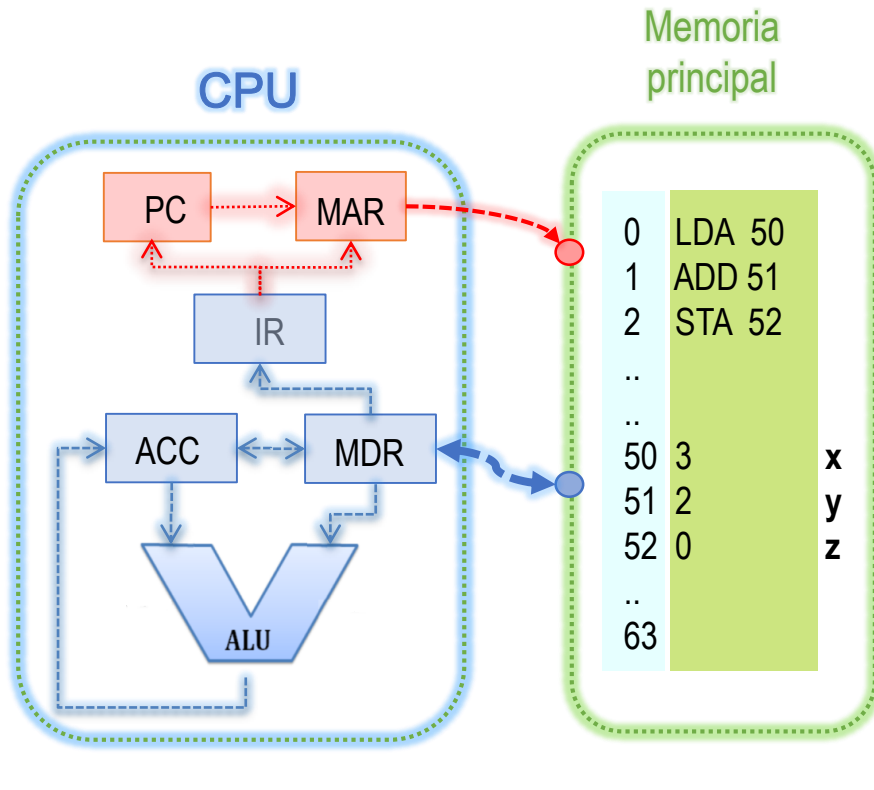 Memoria
principal
CPU
PC
MAR
IR
ACC
MDR
ALU
0 LDA 50
1 ADD 51
2 STA 52
..
..
50 3 x
51 2 y
52 0 z
..
63